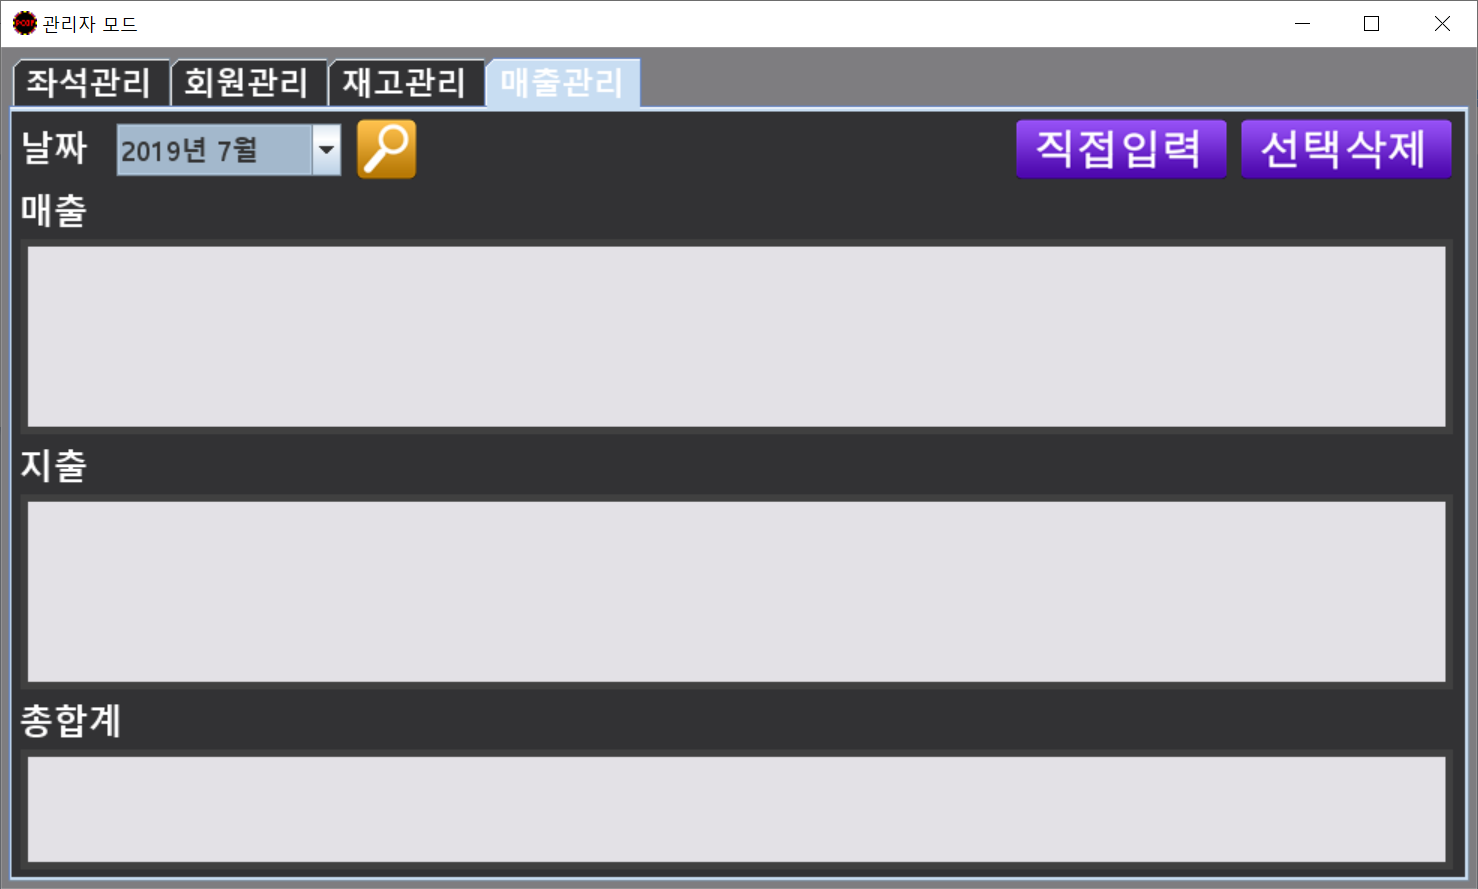 관리자 모드
좌석관리 회원관리 재고관리 매출관리
날짜 2019년 7월 직접입력 선택삭제
매출
지출
총합계